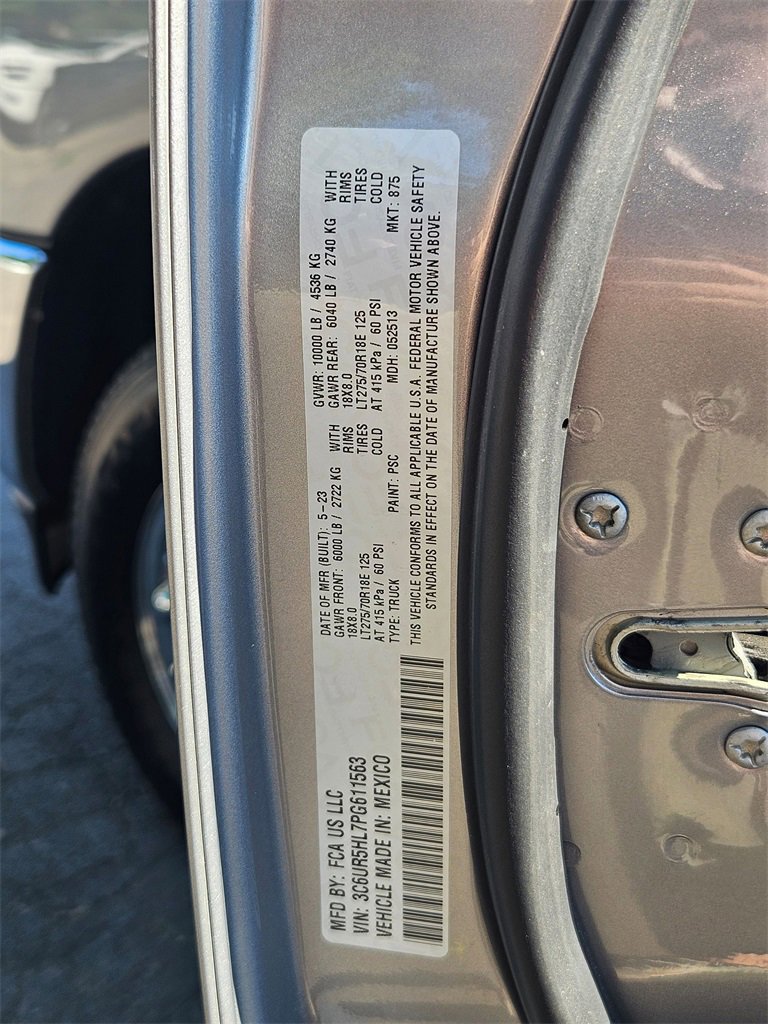 MFD BY: FCA US LLC
VIN: 3C6UR5HL7PG611563
VEHICLE MADE IN: MEXICO
DATE OF MFR (BUILT): 5-23 GVWR: 10000 LB / 4536 KG
GAWR FRONT: 6000 LB / 2722 KG WITH GAWR REAR: 6040 LB / 2740 KG WITH
18X8.0 RIMS 18X8.0 RIMS
LT275/70R18E 125 TIRES LT275/70R18E 125 TIRES
AT 415 kPa / 60 PSI COLD AT 415 kPa / 60 PSI COLD
TYPE: TRUCK PAINT: PSC MDH: 052513 MKT: 875
THIS VEHICLE CONFORMS TO ALL APPLICABLE U.S.A. FEDERAL MOTOR VEHICLE SAFETY
STANDARDS IN EFFECT ON THE DATE OF MANUFACTURE SHOWN ABOVE.